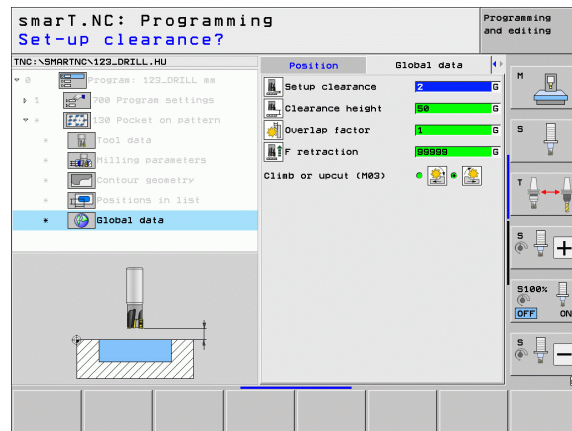 smarT.NC: Programming
Set-up clearance?
Programming
and editing
TNC:\SMARTNC\123_DRILL.HU
0 Program: 123_DRILL mm
1 700 Program settings
* 130 Pocket on pattern
* Tool data
* Milling parameters
* Contour geometry
* Positions in list
* Global data
Position Global data
Setup clearance 2 G
Clearance height 50 G
Overlap factor 1 G
F retraction 99999 G
Climb or upcut (M03)
M
S
T
S
+
S100%
OFF ON
S
−